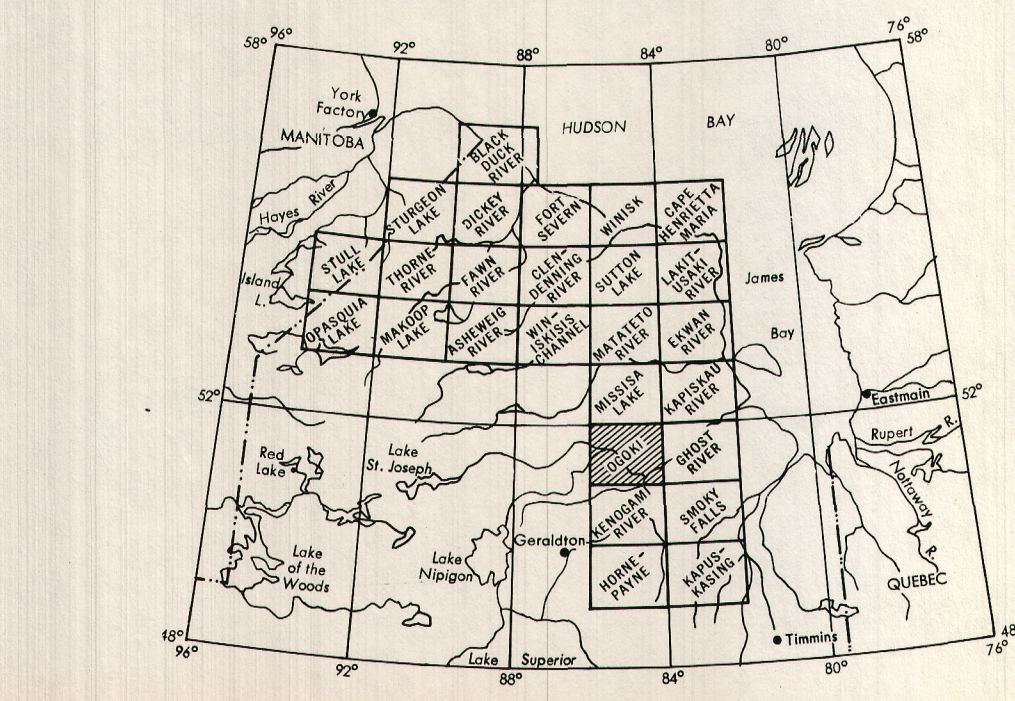 96°
92°
88°
84°
80°
76°
58°
58°
York
Factory
MANITOBA
HUDSON BAY
BLACK
DUCK
RIVER
Hayes River
STURGEON
LAKE
DICKEY
RIVER
FORT
SEVERN
WINISK
CAPE
HENRIETTA
MARIA
Island
L.
STULL
LAKE
THORNE
RIVER
FAWN
RIVER
CLEN-
DENNING
RIVER
SUTTON
LAKE
LAKIT-
USAKI
RIVER
James
Bay
OPASQUIA
LAKE
MAKOOP
LAKE
ASHEWEIG
RIVER
WIN-
ISKISIS
CHANNEL
MATATETO
RIVER
EKWAN
RIVER
MISSISA
LAKE
KAPISKAU
RIVER
52°
52°
Eastmain
Rupert R.
Red
Lake
Lake
St. Joseph
OGOKI
GHOST
RIVER
Nottaway
R.
KENOGAMI
RIVER
SMOKY
FALLS
Geraldton
Lake
Nipigon
Lake
of the
Woods
HORNE-
PAYNE
KAPUS-
KASING
QUEBEC
Timmins
Lake Superior
48°
48
96°
92°
88°
84°
80°
76°